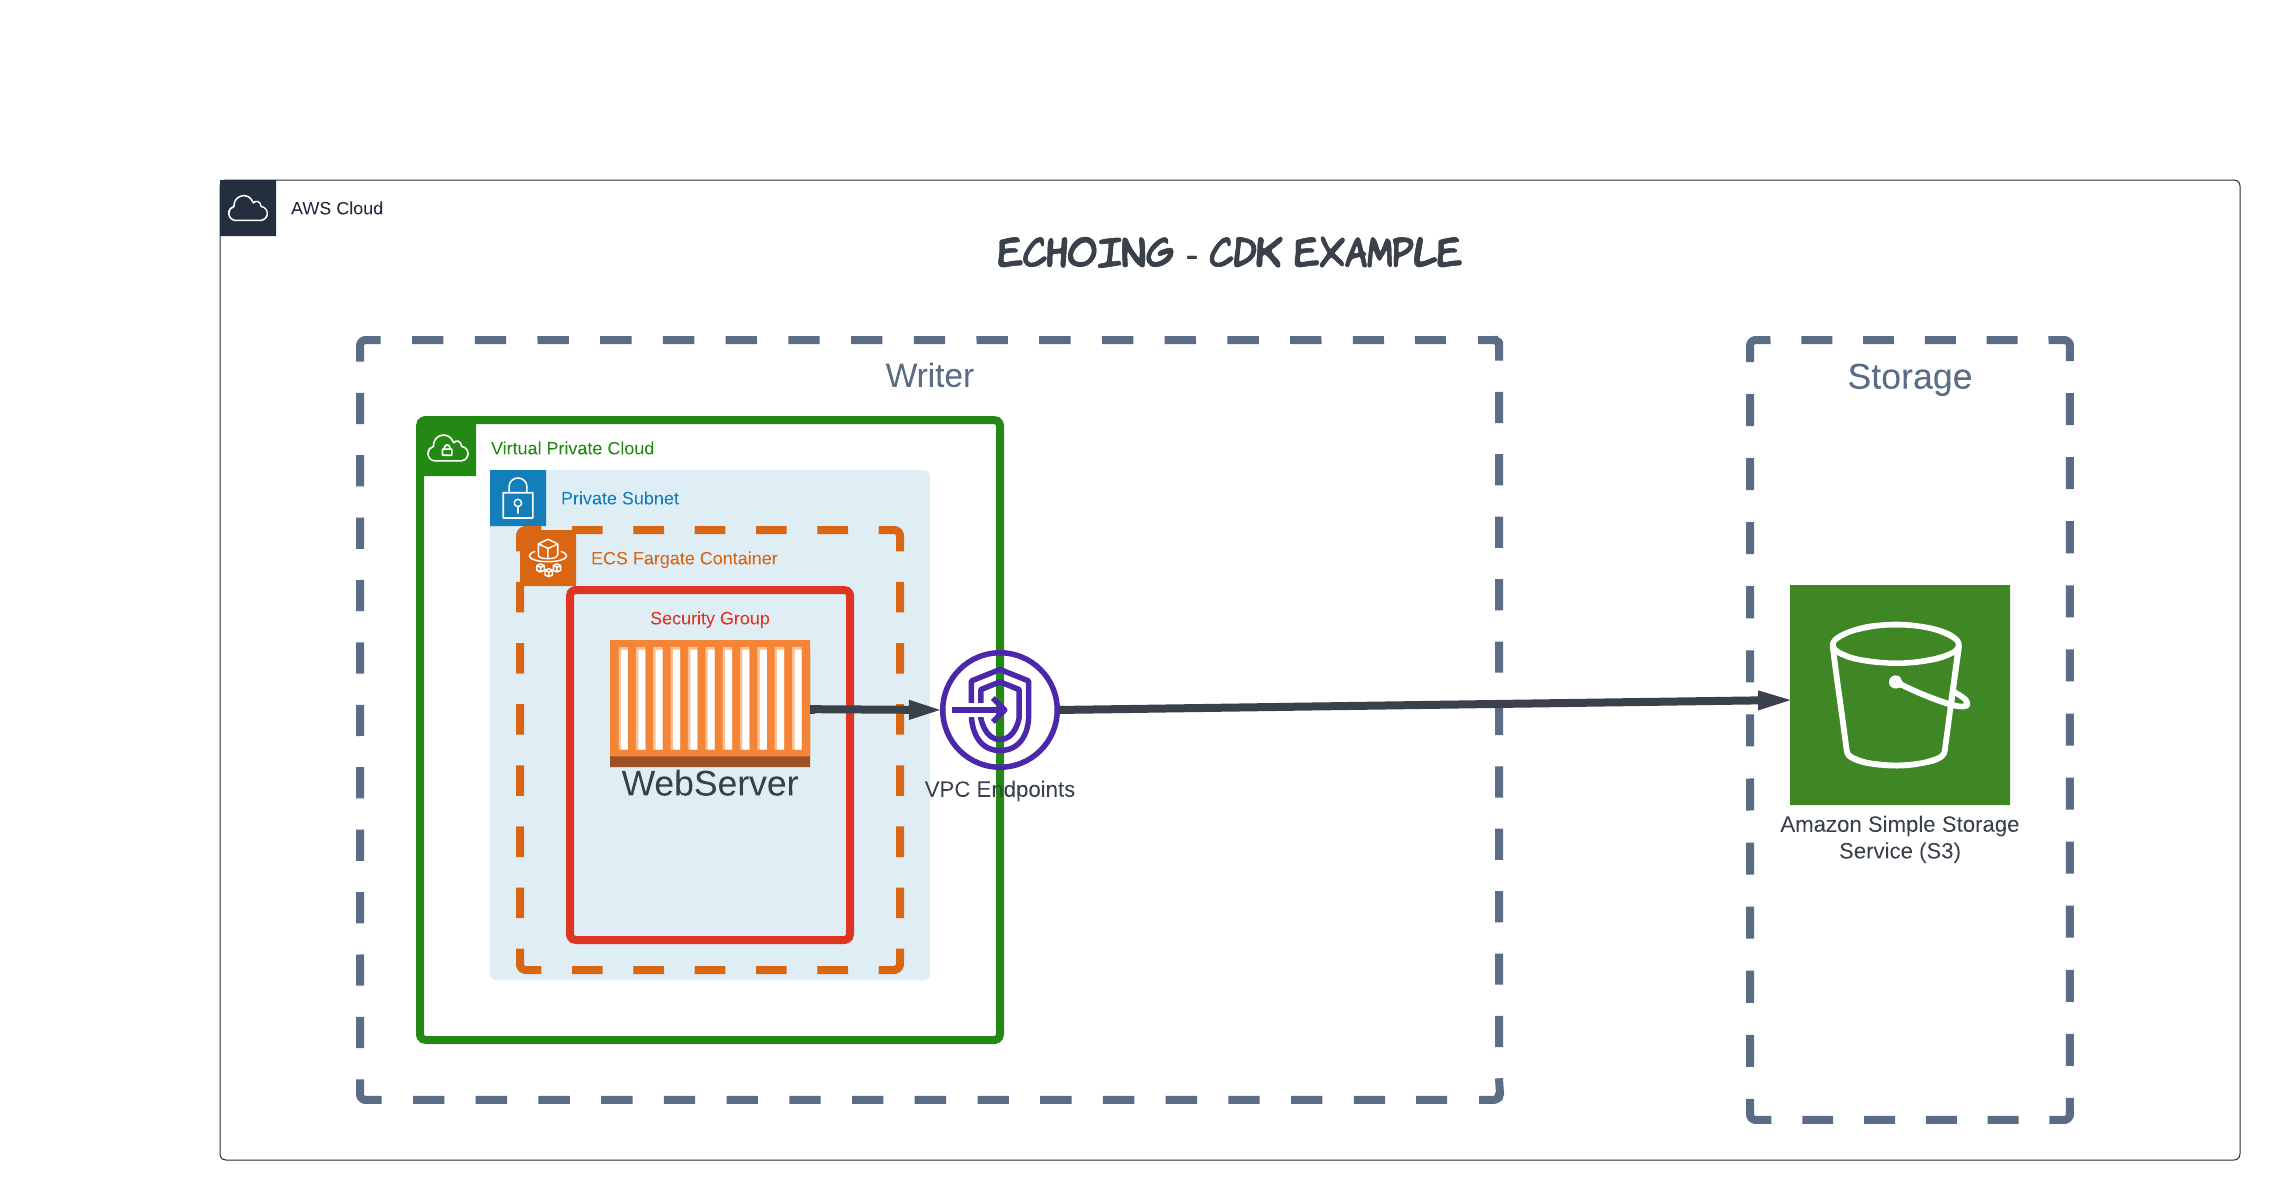 AWS Cloud
ECHOING - CDK EXAMPLE
Writer
Storage
Virtual Private Cloud
Private Subnet
ECS Fargate Container
Security Group
WebServer
VPC Endpoints
Amazon Simple Storage
Service (S3)